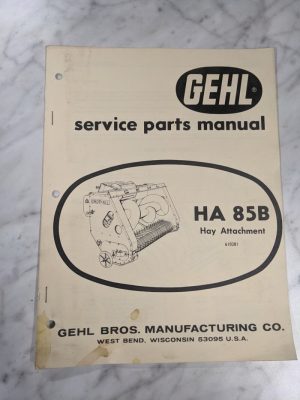 GEHL®
service parts manual
HA 85B
Hay Attachment
GEHL BROS. MANUFACTURING CO.
WEST BEND, WISCONSIN 53095 U.S.A.